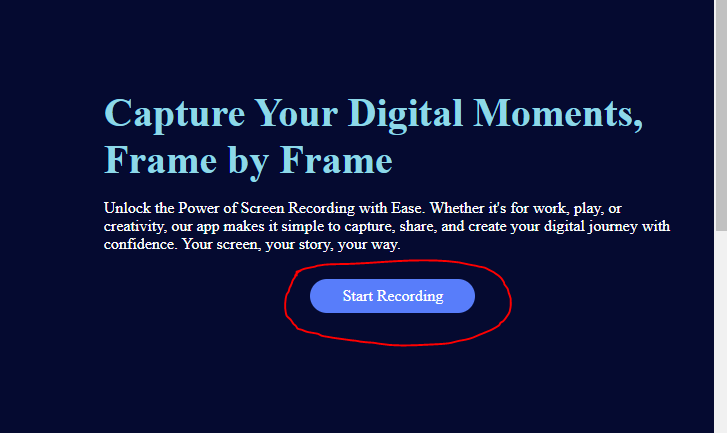 Capture Your Digital Moments,
Frame by Frame
Unlock the Power of Screen Recording with Ease. Whether it's for work, play, or
creativity, our app makes it simple to capture, share, and create your digital journey with
confidence. Your screen, your story, your way.
Start Recording